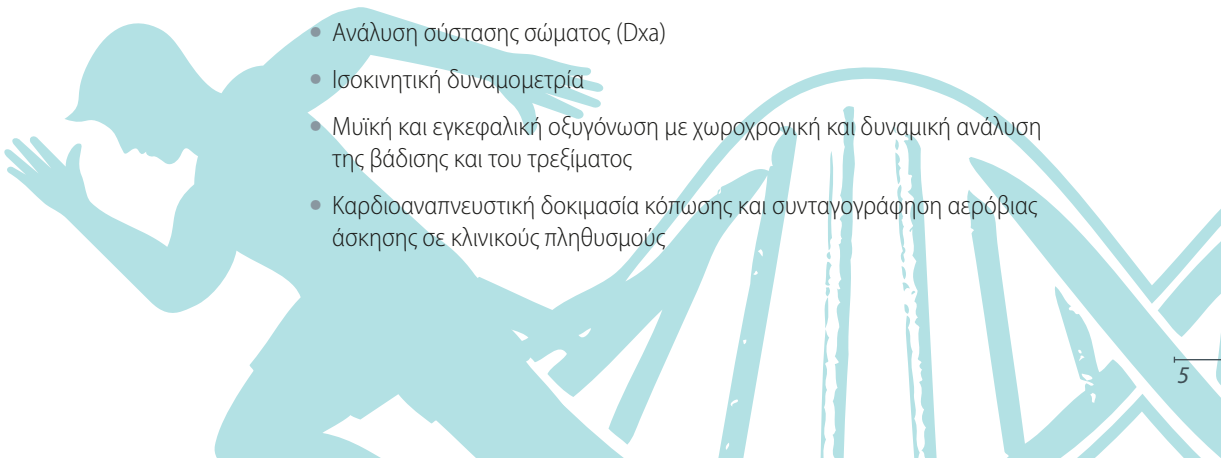 • Ανάλυση σύστασης σώματος (Dxa)
• Ισοκινητική δυναμομετρία
• Μυϊκή και εγκεφαλική οξυγόνωση με χωροχρονική και δυναμική ανάλυση
της βάδισης και του τρεξίματος
• Καρδιοαναπνευστική δοκιμασία κόπωσης και συνταγογράφηση αερόβιας
άσκησης σε κλινικούς πληθυσμούς
5